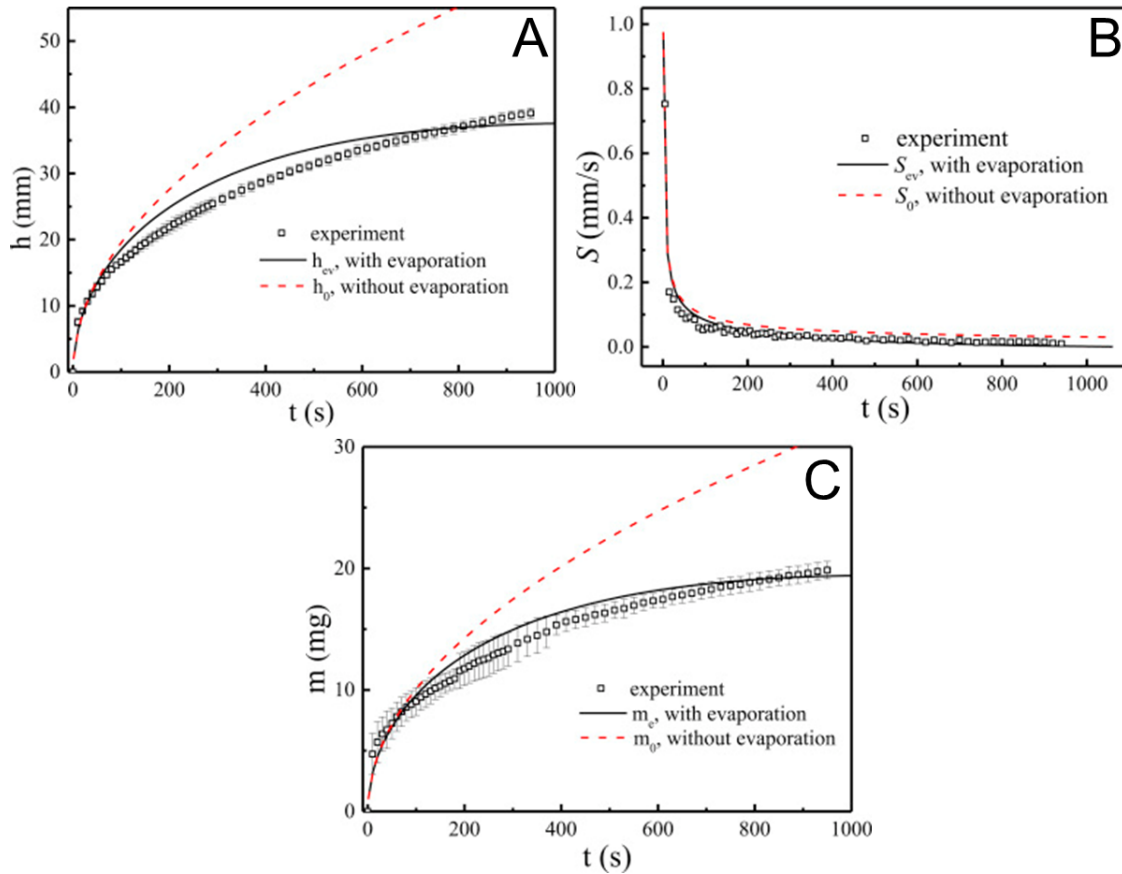 A
50
40
30
20
10
0
h (mm)
experiment
h_ev, with evaporation
h_0, without evaporation
0 200 400 600 800 1000
t (s)
B
1.0
0.8
0.6
0.4
0.2
0.0
S (mm/s)
experiment
S_ev, with evaporation
S_0, without evaporation
0 200 400 600 800 1000
t (s)
C
30
20
10
0
m (mg)
experiment
m_e, with evaporation
m_0, without evaporation
0 200 400 600 800 1000
t (s)